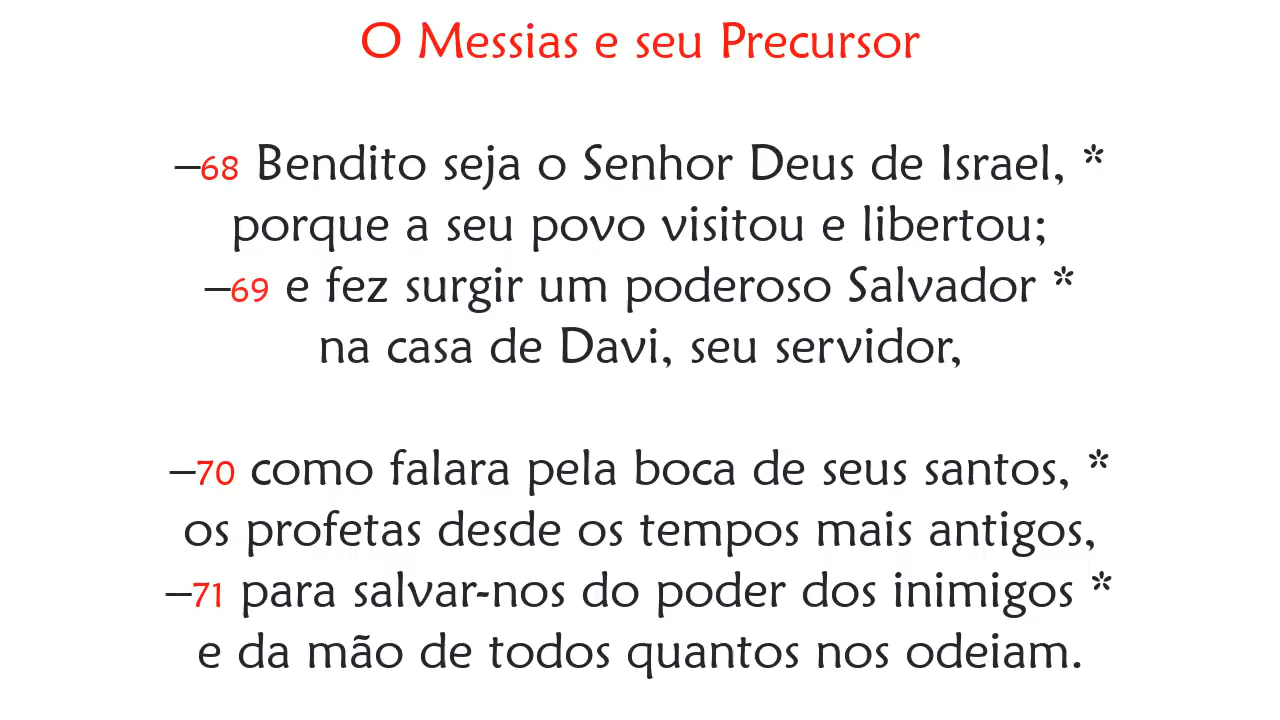 O Messias e seu Precursor
–68 Bendito seja o Senhor Deus de Israel, *
porque a seu povo visitou e libertou;
–69 e fez surgir um poderoso Salvador *
na casa de Davi, seu servidor,
–70 como falara pela boca de seus santos, *
os profetas desde os tempos mais antigos,
–71 para salvar-nos do poder dos inimigos *
e da mão de todos quantos nos odeiam.